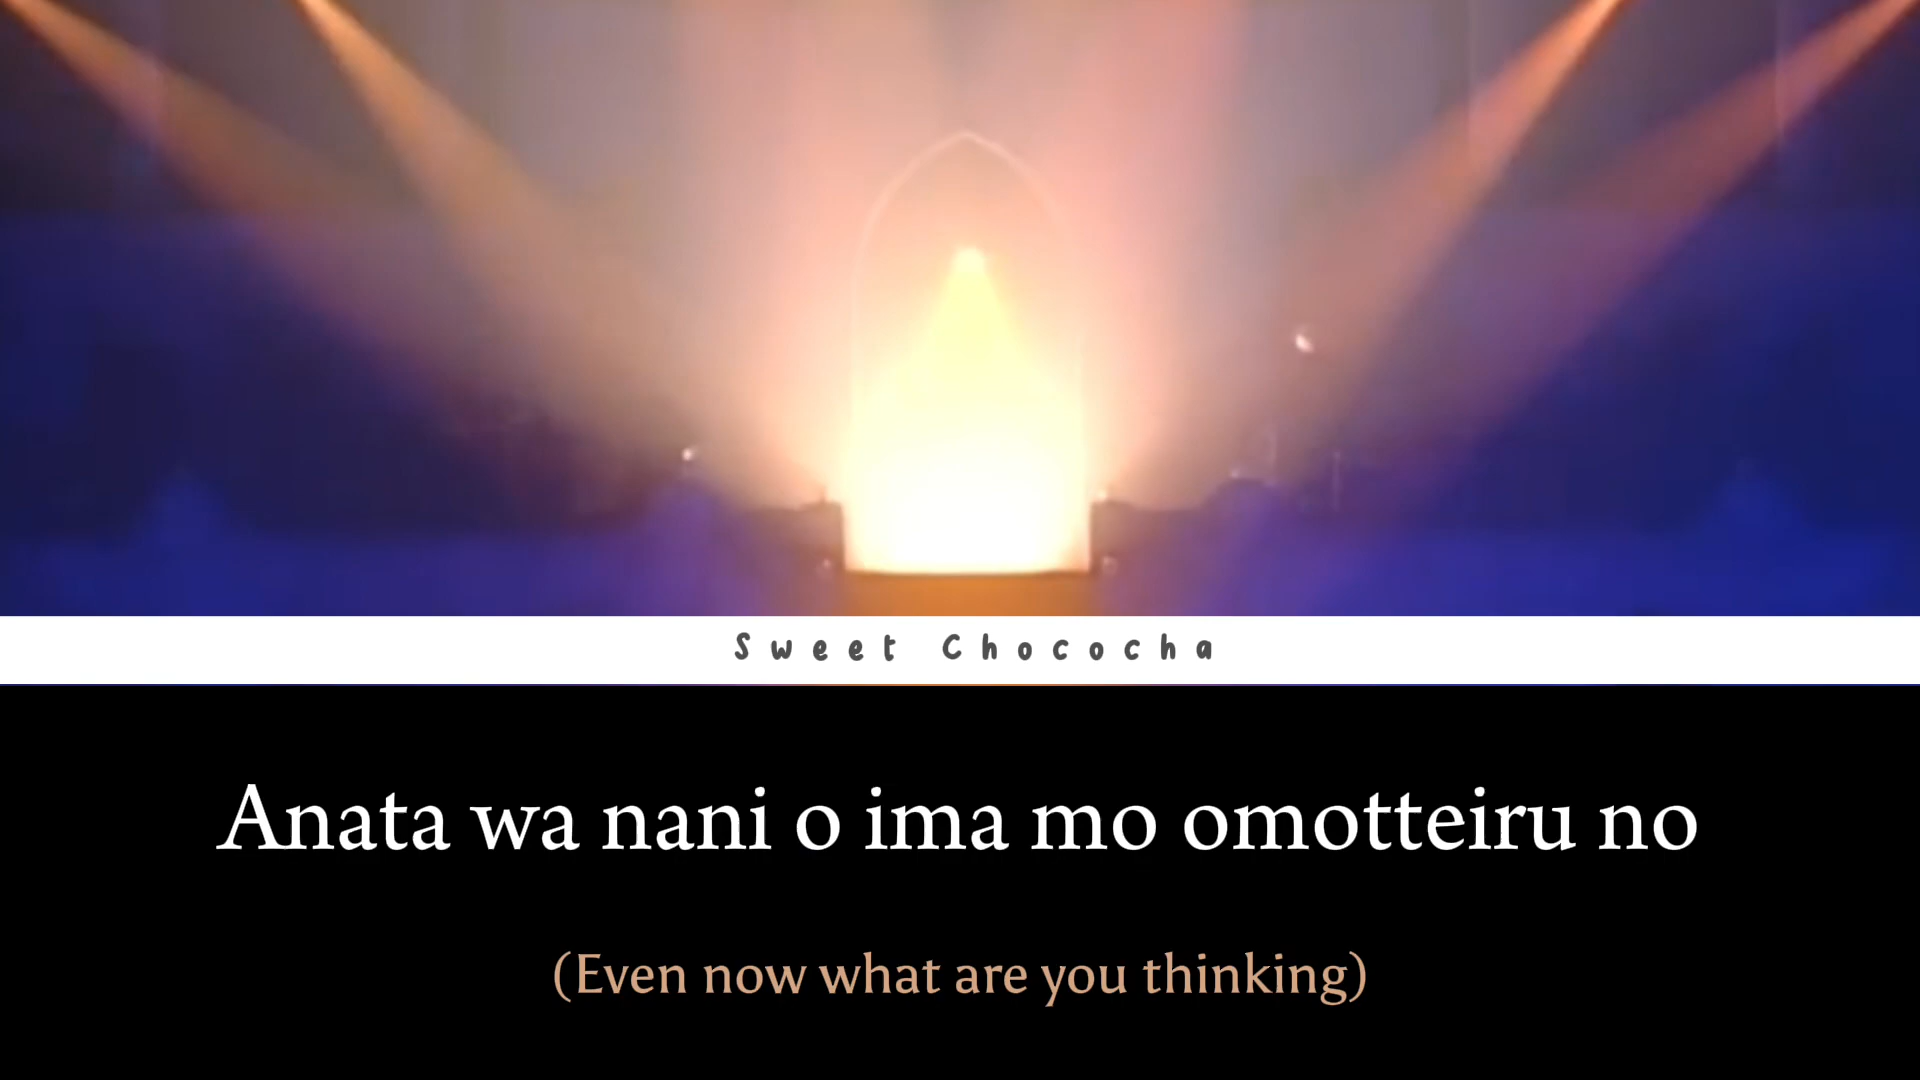 Sweet Chococha
Anata wa nani o ima mo omotteiru no
(Even now what are you thinking)